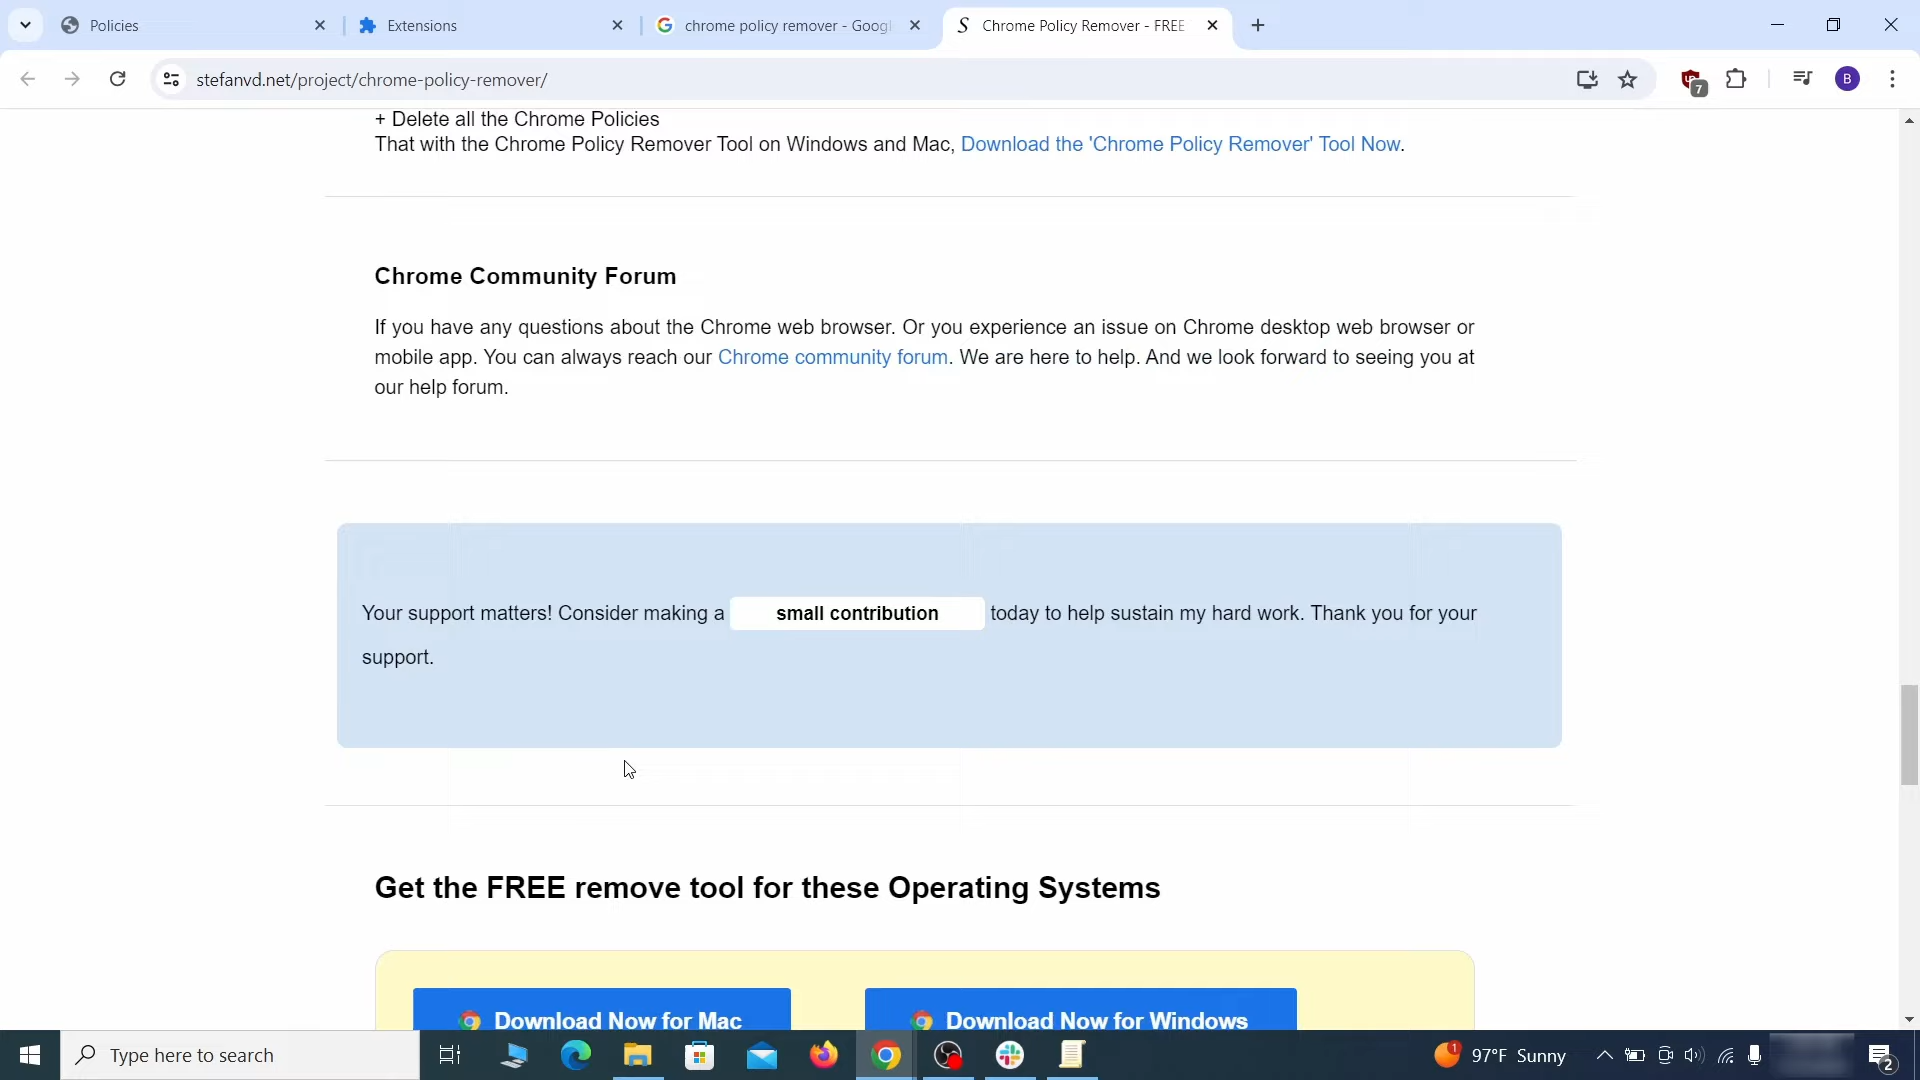 Policies
Extensions
chrome policy remover - Goog
Chrome Policy Remover - FREE
stefanvd.net/project/chrome-policy-remover/
7
B
+ Delete all the Chrome Policies
That with the Chrome Policy Remover Tool on Windows and Mac, Download the 'Chrome Policy Remover' Tool Now.
Chrome Community Forum
If you have any questions about the Chrome web browser. Or you experience an issue on Chrome desktop web browser or
mobile app. You can always reach our Chrome community forum. We are here to help. And we look forward to seeing you at
our help forum.
Your support matters! Consider making a small contribution today to help sustain my hard work. Thank you for your
support.
Get the FREE remove tool for these Operating Systems
Download Now for Mac
Download Now for Windows
Type here to search
1
97°F Sunny
2